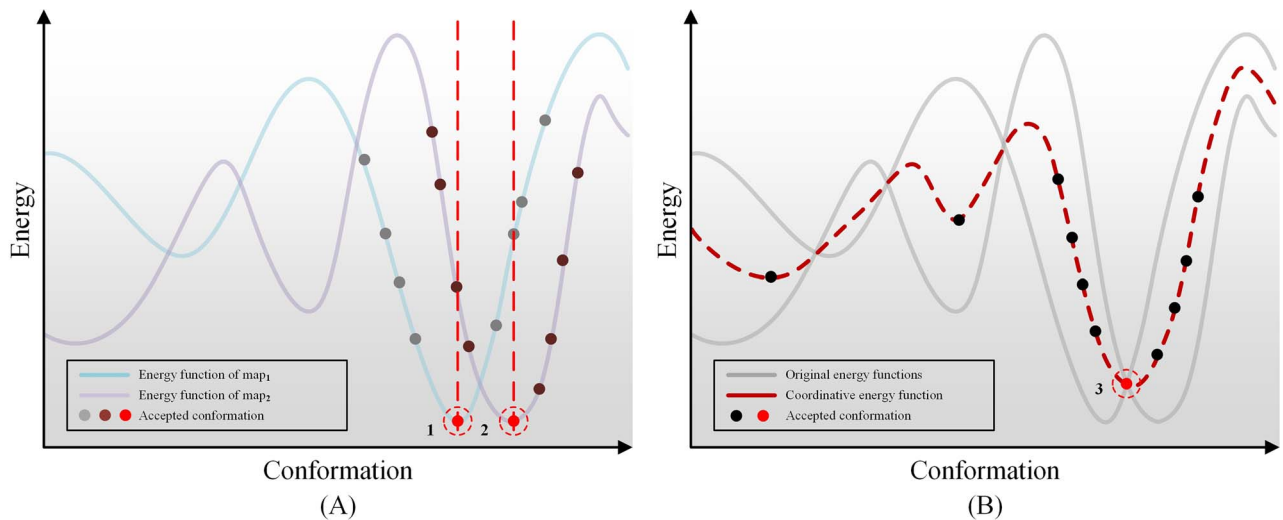 Energy
1
2
Energy function of map₁
Energy function of map₂
Accepted conformation
Conformation
(A)
Energy
3
Original energy functions
Coordinative energy function
Accepted conformation
Conformation
(B)